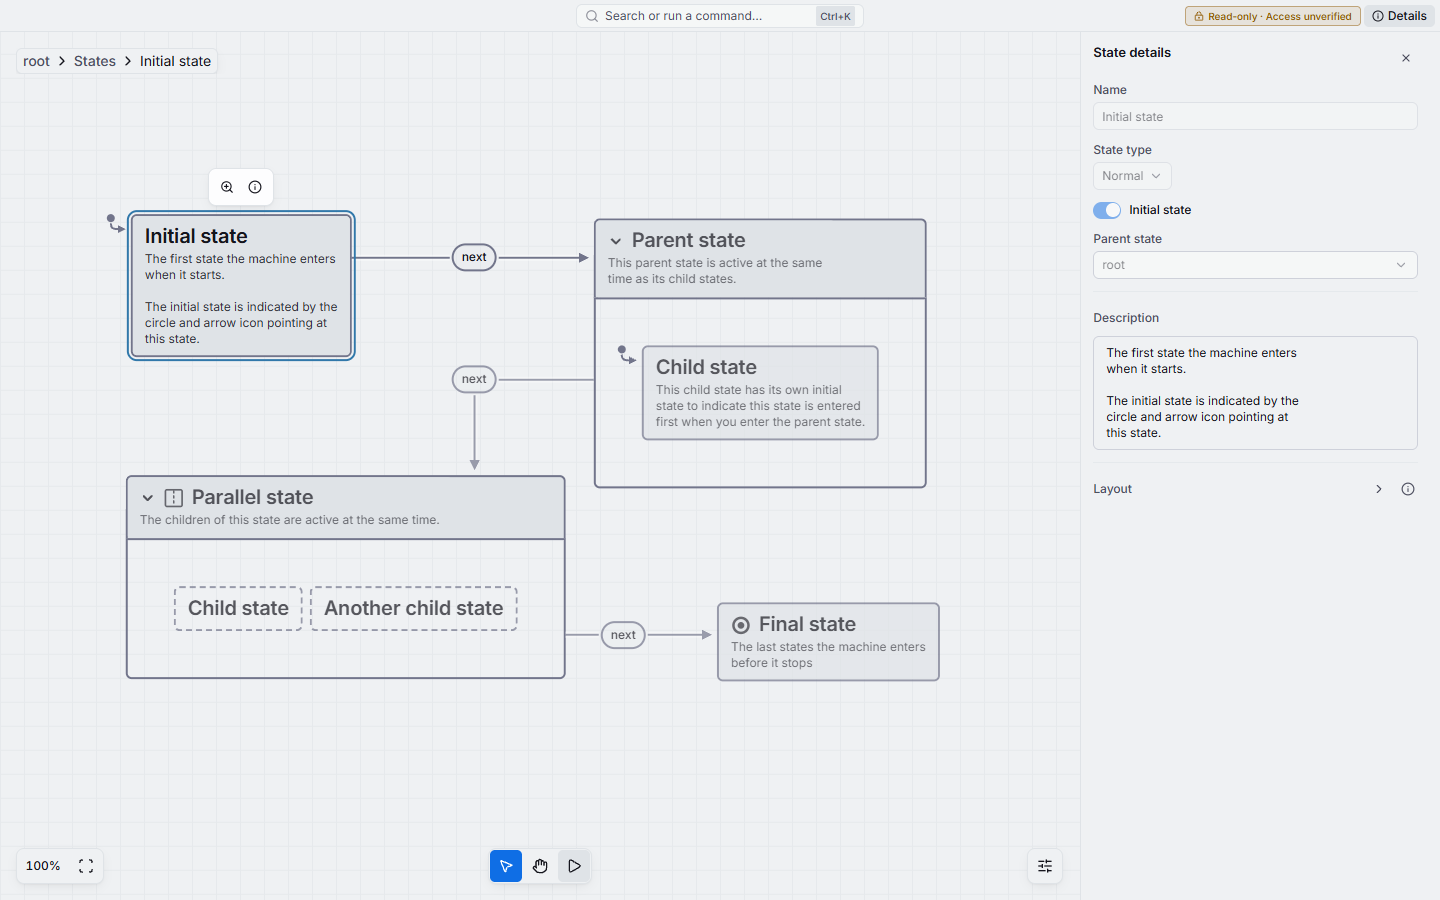 Search or run a command...
Ctrl+K
Read-only · Access unverified
Details
root > States > Initial state
Initial state
The first state the machine enters
when it starts.
The initial state is indicated by the
circle and arrow icon pointing at
this state.
next
Parent state
This parent state is active at the same
time as its child states.
Child state
This child state has its own initial
state to indicate this state is entered
first when you enter the parent state.
next
Parallel state
The children of this state are active at the same time.
Child state
Another child state
next
Final state
The last states the machine enters
before it stops
100%
State details
Name
Initial state
State type
Normal
Initial state
Parent state
root
Description
The first state the machine enters
when it starts.
The initial state is indicated by the
circle and arrow icon pointing at
this state.
Layout